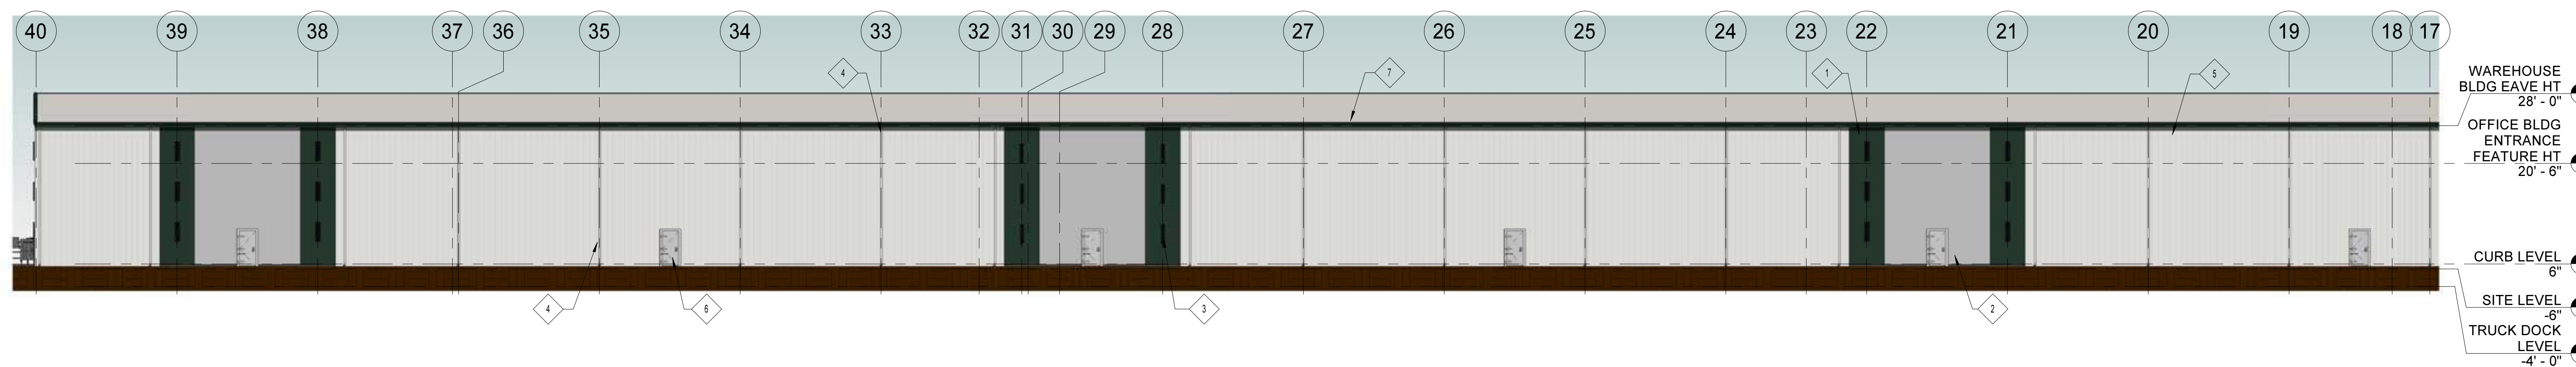 40
39
38
37
36
35
34
33
32
31
30
29
28
27
26
25
24
23
22
21
20
19
18
17
4
7
1
5
WAREHOUSE
BLDG EAVE HT
28' - 0"
OFFICE BLDG
ENTRANCE
FEATURE HT
20' - 6"
CURB LEVEL
6"
SITE LEVEL
-6"
TRUCK DOCK
LEVEL
-4' - 0"
4
6
3
2